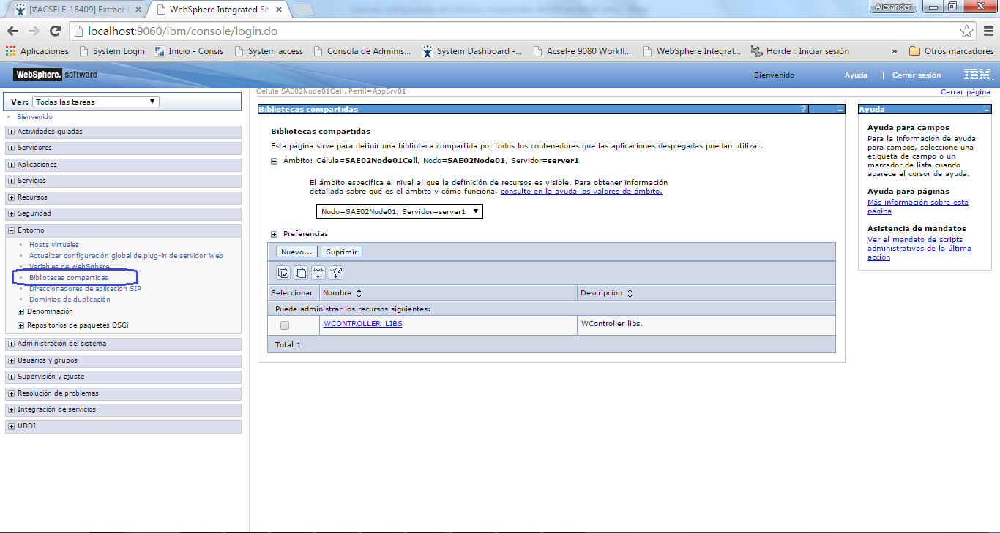 [#ACSELE-18409] Extraer
WebSphere Integrated So
Alexander
localhost:9060/ibm/console/login.do
Aplicaciones
System Login
Inicio - Consis
System access
Consola de Adminis...
System Dashboard -...
Acsel-e 9080 Workfl...
WebSphere Integrat...
Horde :: Iniciar sesión
»
Otros marcadores
WebSphere. software
Bienvenido
Ayuda | Cerrar sesión
IBM.
Ver: Todas las tareas
Bienvenido
Actividades guiadas
Servidores
Aplicaciones
Servicios
Recursos
Seguridad
Entorno
Hosts virtuales
Actualizar configuración global de plug-in de servidor Web
Variables de WebSphere
Bibliotecas compartidas
Direccionadores de aplicación SIP
Dominios de duplicación
Denominación
Repositorios de paquetes OSGi
Administración del sistema
Usuarios y grupos
Supervisión y ajuste
Resolución de problemas
Integración de servicios
UDDI
Célula SAE02Node01Cell, Perfil=AppSrv01
Cerrar página
Bibliotecas compartidas
?
Bibliotecas compartidas
Esta página sirve para definir una biblioteca compartida por todos los contenedores que las aplicaciones desplegadas puedan utilizar.
Ámbito: Célula=SAE02Node01Cell, Nodo=SAE02Node01, Servidor=server1
El ámbito especifica el nivel al que la definición de recursos es visible. Para obtener información
detallada sobre qué es el ámbito y cómo funciona, consulte en la ayuda los valores de ámbito.
Nodo=SAE02Node01, Servidor=server1
Preferencias
Nuevo... Suprimir
Seleccionar Nombre Descripción
Puede administrar los recursos siguientes:
WCONTROLLER_LIBS WController libs.
Total 1
Ayuda
Ayuda para campos
Para la información de ayuda
para campos, seleccione una
etiqueta de campo o un
marcador de lista cuando
aparece el cursor de ayuda.
Ayuda para páginas
Más información sobre esta
página
Asistencia de mandatos
Ver el mandato de scripts
administrativos de la última
acción